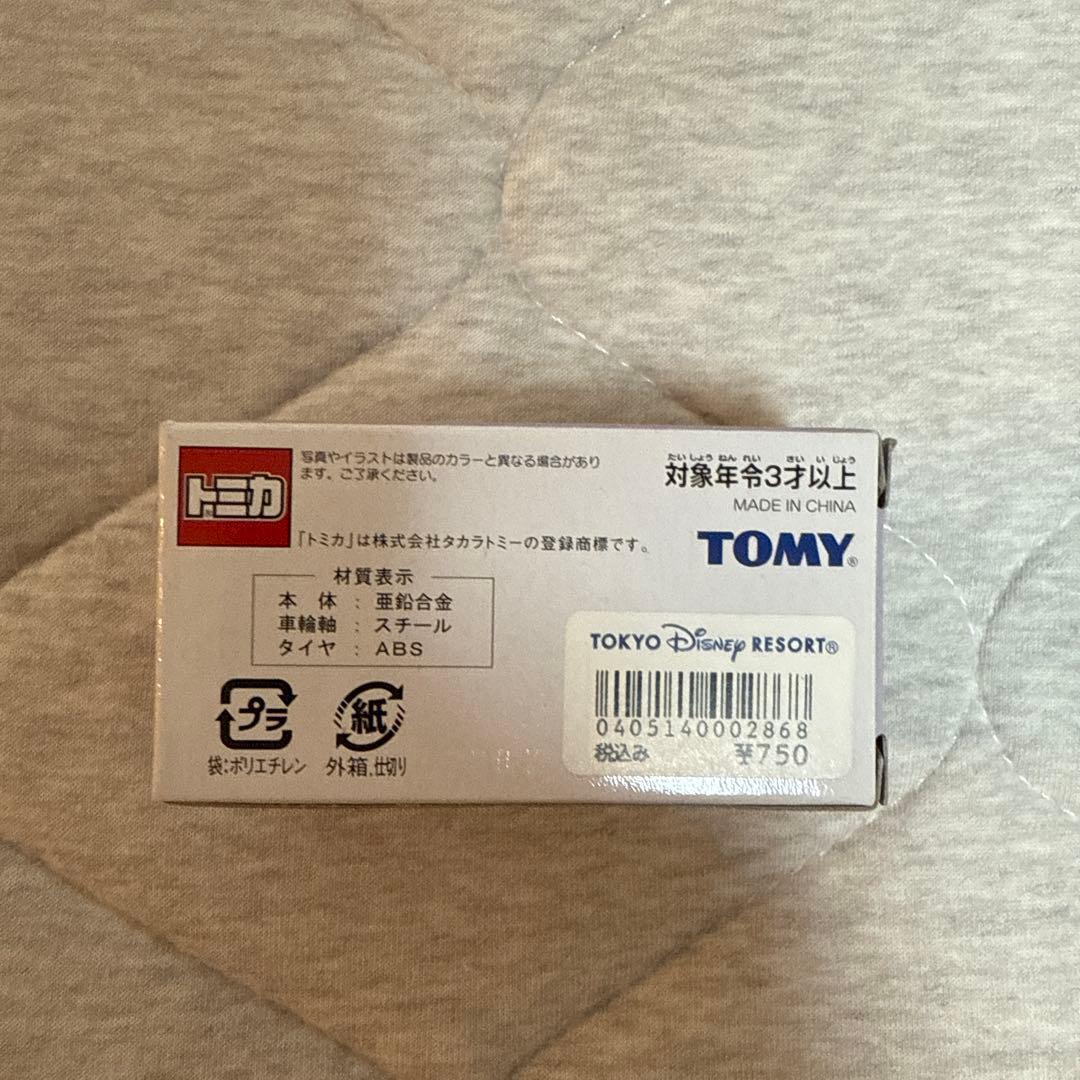 トミカ
写真やイラストは製品のカラーと異なる場合があり
ます。ご了承ください。
「トミカ」は株式会社タカラトミーの登録商標です。
たいしょう ねん れい さい い じょう
対象年令3才以上
MADE IN CHINA
TOMY®
材質表示
本体：亜鉛合金
車輪軸：スチール
タイヤ：ABS
プラ
袋:ポリエチレン
紙
外箱、仕切り
TOKYO Disney RESORT®
0405140002868
税込み ¥750